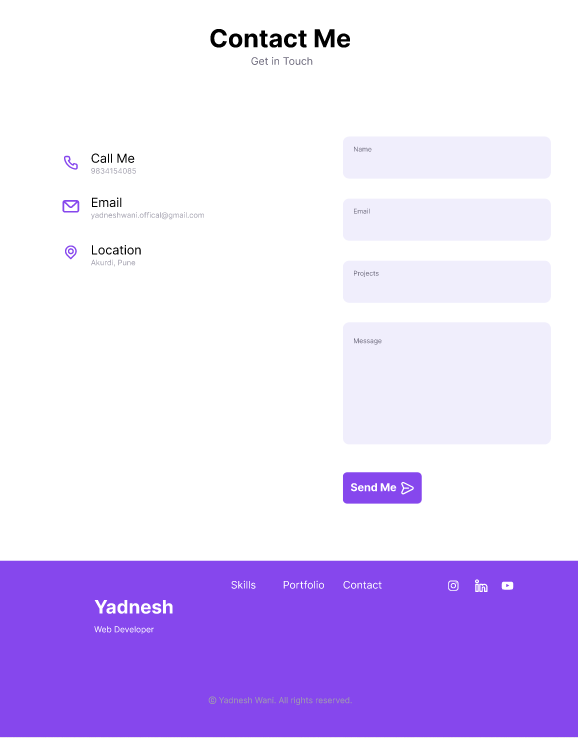 Contact Me
Get in Touch
Call Me
9834154085
Email
yadneshwani.offical@gmail.com
Location
Akurdi, Pune
Name
Email
Projects
Message
Send Me
Skills Portfolio Contact
Yadnesh
Web Developer
© Yadnesh Wani. All rights reserved.